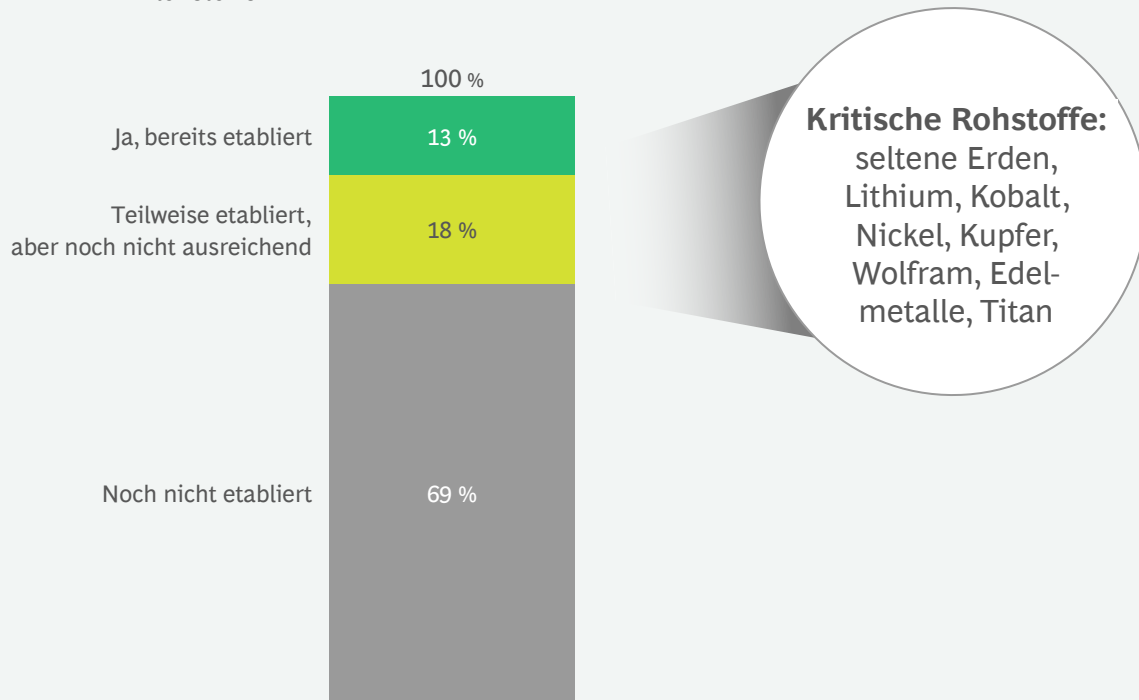 100 %
Ja, bereits etabliert
13 %
Teilweise etabliert,
aber noch nicht ausreichend
18 %
Noch nicht etabliert
69 %
Kritische Rohstoffe:
seltene Erden,
Lithium, Kobalt,
Nickel, Kupfer,
Wolfram, Edel-
metalle, Titan